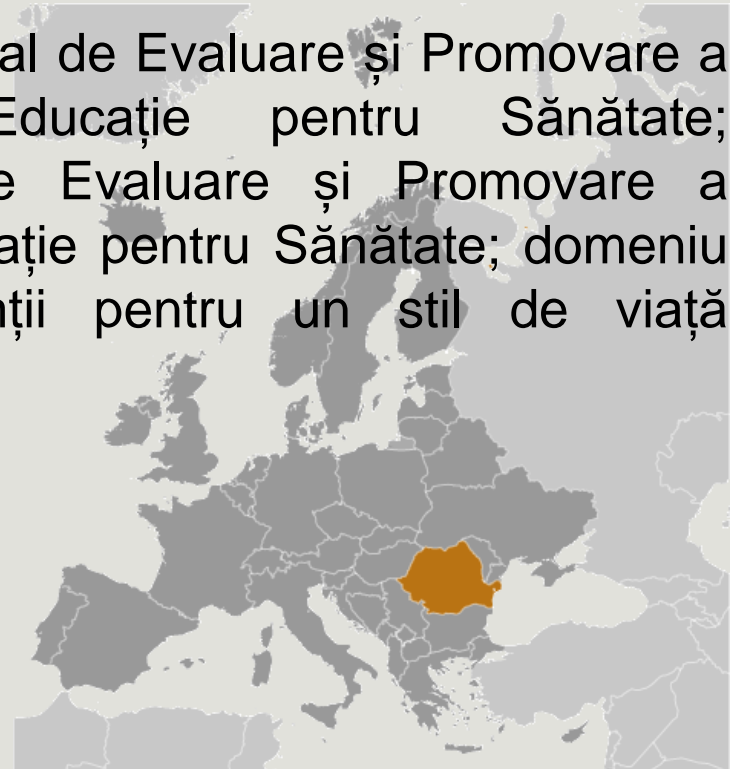 al de Evaluare și Promovare a
Educație pentru Sănătate;
e Evaluare și Promovare a
ație pentru Sănătate; domeniu
nții pentru un stil de viață